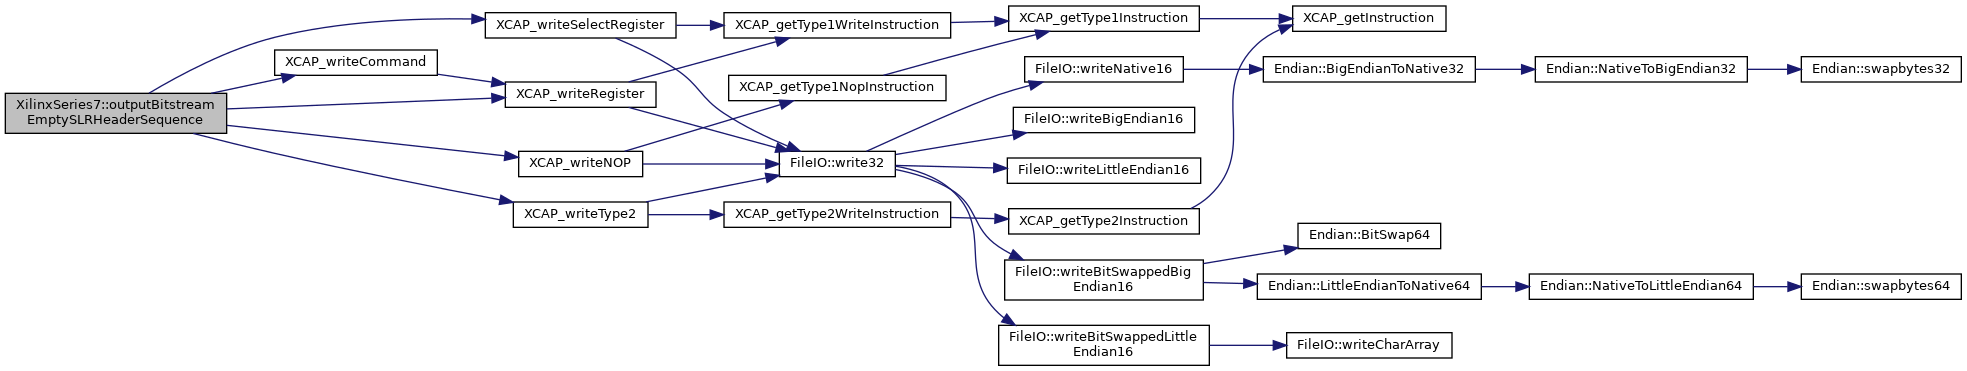 XilinxSeries7::outputBitstream
EmptySLRHeaderSequence
XCAP_writeSelectRegister
XCAP_writeCommand
XCAP_writeRegister
XCAP_writeNOP
XCAP_writeType2
XCAP_getType1WriteInstruction
XCAP_getType1NopInstruction
FileIO::write32
XCAP_getType2WriteInstruction
XCAP_getType1Instruction
FileIO::writeNative16
FileIO::writeBigEndian16
FileIO::writeLittleEndian16
XCAP_getType2Instruction
FileIO::writeBitSwappedBig
Endian16
FileIO::writeBitSwappedLittle
Endian16
XCAP_getInstruction
Endian::BigEndianToNative32
Endian::BitSwap64
Endian::LittleEndianToNative64
FileIO::writeCharArray
Endian::NativeToBigEndian32
Endian::NativeToLittleEndian64
Endian::swapbytes32
Endian::swapbytes64